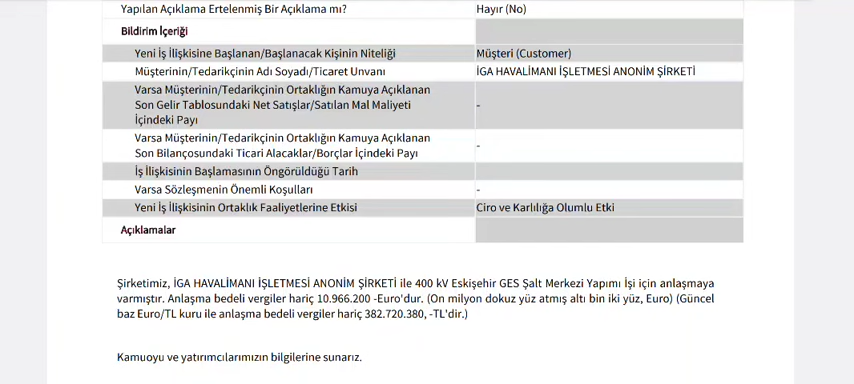 Yapılan Açıklama Ertelenmiş Bir Açıklama mı? Hayır (No)
Bildirim İçeriği
Yeni İş İlişkisine Başlanan/Başlanacak Kişinin Niteliği Müşteri (Customer)
Müşterinin/Tedarikçinin Adı Soyadı/Ticaret Unvanı İGA HAVALİMANI İŞLETMESİ ANONİM ŞİRKETİ
Varsa Müşterinin/Tedarikçinin Ortaklığın Kamuya Açıklanan
Son Gelir Tablosundaki Net Satışlar/Satılan Mal Maliyeti -
İçindeki Payı
Varsa Müşterinin/Tedarikçinin Ortaklığın Kamuya Açıklanan
Son Bilançosundaki Ticari Alacaklar/Borçlar İçindeki Payı -
İş İlişkisinin Başlamasının Öngörüldüğü Tarih
Varsa Sözleşmenin Önemli Koşulları -
Yeni İş İlişkisinin Ortaklık Faaliyetlerine Etkisi Ciro ve Karlılığa Olumlu Etki
Açıklamalar
Şirketimiz, İGA HAVALİMANI İŞLETMESİ ANONİM ŞİRKETİ ile 400 kV Eskişehir GES Şalt Merkezi Yapımı İşi için anlaşmaya
varmıştır. Anlaşma bedeli vergiler hariç 10.966.200 -Euro'dur. (On milyon dokuz yüz atmış altı bin iki yüz, Euro) (Güncel
baz Euro/TL kuru ile anlaşma bedeli vergiler hariç 382.720.380, -TL'dir.)
Kamuoyu ve yatırımcılarımızın bilgilerine sunarız.